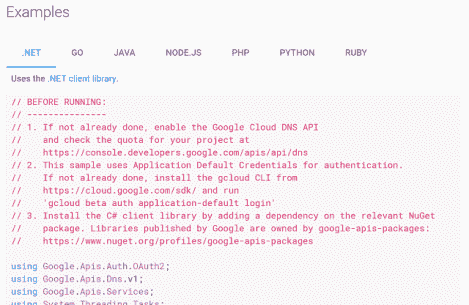 Examples
.NET GO JAVA NODE.JS PHP PYTHON RUBY
Uses the .NET client library.
// BEFORE RUNNING:
// ---------------
// 1. If not already done, enable the Google Cloud DNS API
//    and check the quota for your project at
//    https://console.developers.google.com/apis/api/dns
// 2. This sample uses Application Default Credentials for authentication.
//    If not already done, install the gcloud CLI from
//    https://cloud.google.com/sdk/ and run
//    'gcloud beta auth application-default login'
// 3. Install the C# client library by adding a dependency on the relevant NuGet
//    package. Libraries published by Google are owned by google-apis-packages:
//    https://www.nuget.org/profiles/google-apis-packages
using Google.Apis.Auth.OAuth2;
using Google.Apis.Dns.v1;
using Google.Apis.Services;
using System.Threading.Tasks;